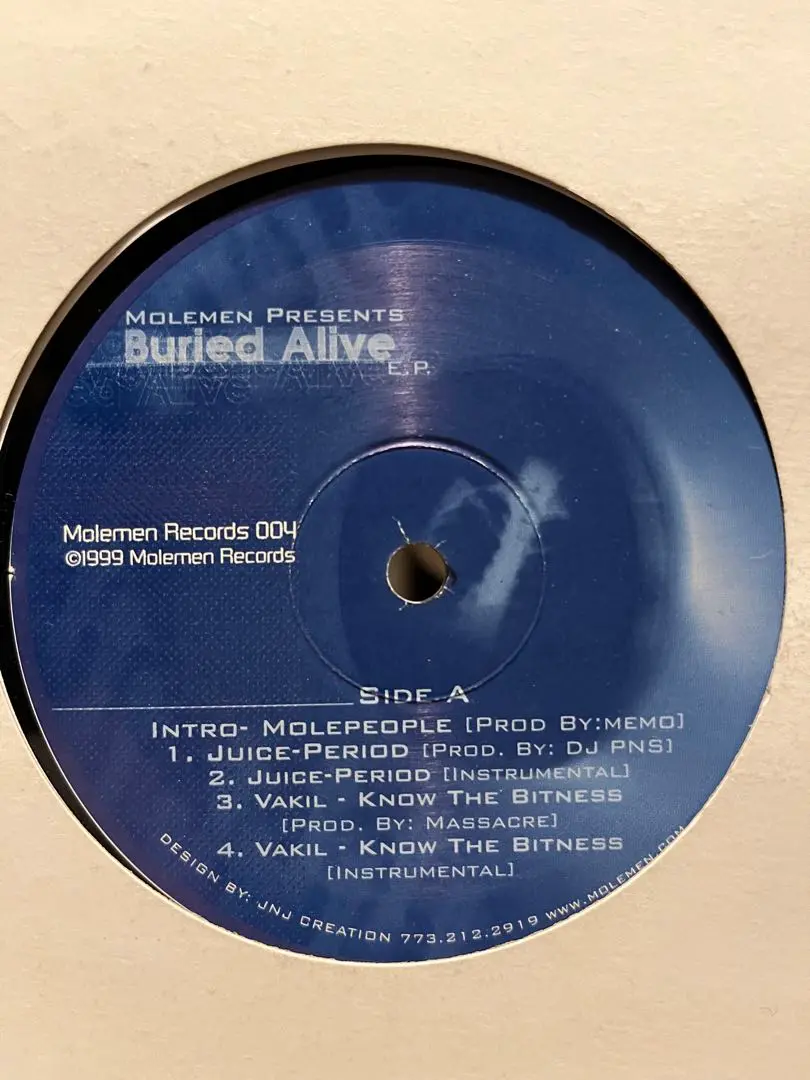 Molemen Presents
Buried Alive
E.P.
Molemen Records 004
©1999 Molemen Records
Side A
Intro- Molepeople [Prod By:memo]
1. Juice-Period [Prod. By: DJ PNS]
2. Juice-Period [Instrumental]
3. Vakil - Know The Bitness
[Prod. By: Massacre]
4. Vakil - Know The Bitness
[Instrumental]
Design by: JNJ Creation 773.212.2919 www.molemen.com